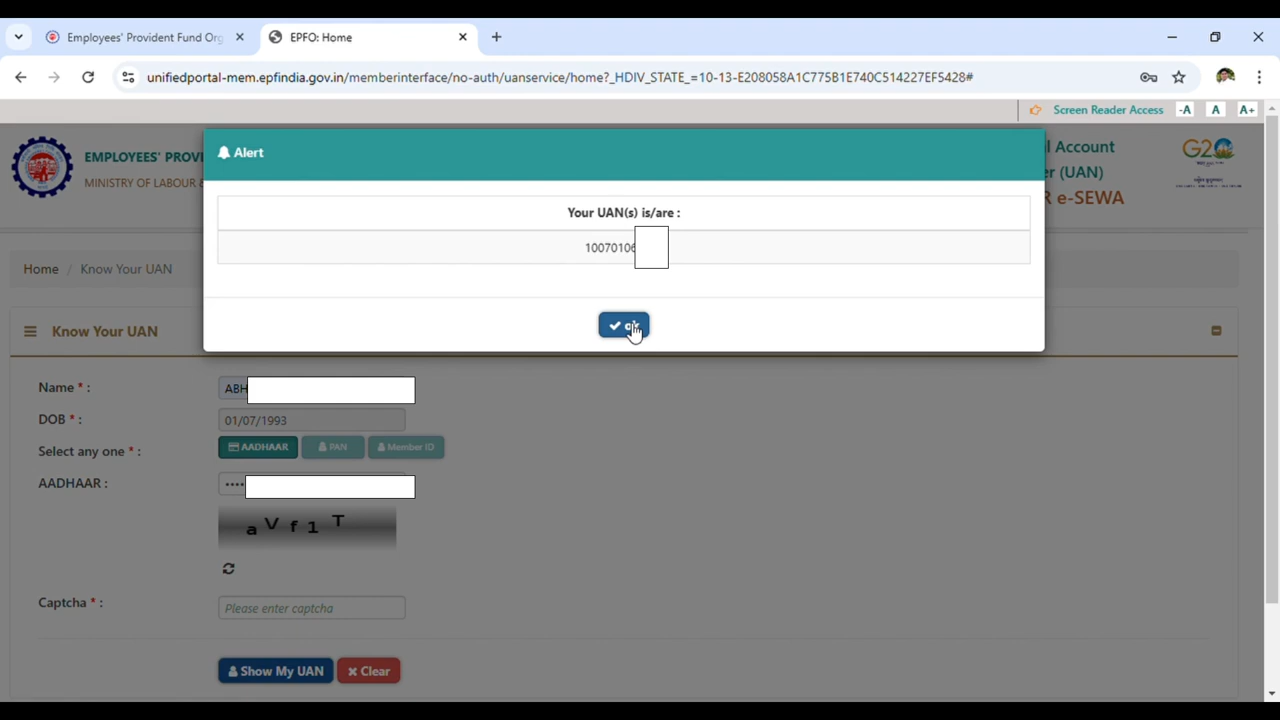 Employees' Provident Fund Org
EPFO: Home
unifiedportal-mem.epfindia.gov.in/memberinterface/no-auth/uanservice/home?_HDIV_STATE_=10-13-E208058A1C775B1E740C514227EF5428#
Screen Reader Access -A A A+
EMPLOYEES' PROVI
MINISTRY OF LABOUR &
l Account
r (UAN)
R e-SEWA
G20
Alert
Your UAN(s) is/are :
10070106
ok
Home / Know Your UAN
Know Your UAN
Name * : ABH
DOB * : 01/07/1993
Select any one * : AADHAAR PAN Member ID
AADHAAR : ••••
a V f 1 T
Captcha * : Please enter captcha
Show My UAN Clear